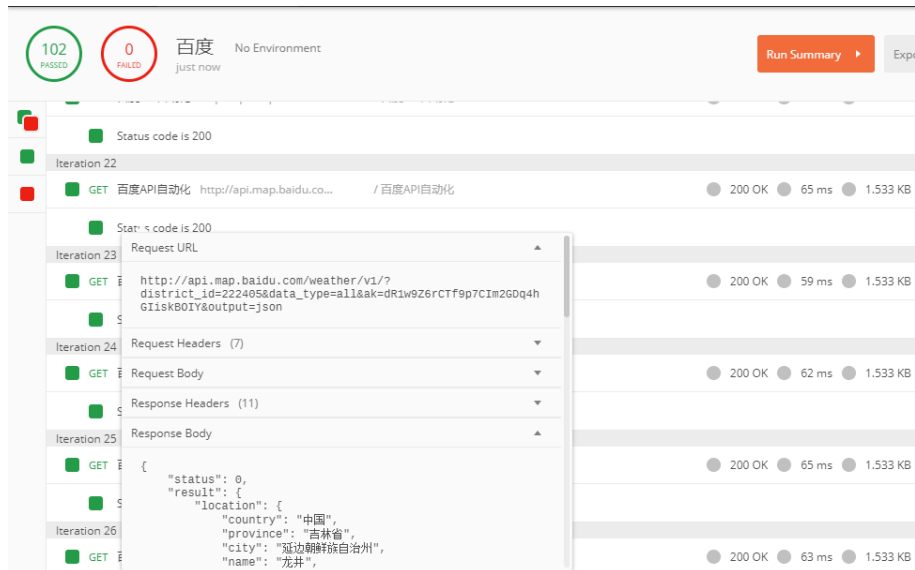 102
PASSED
0
FAILED
百度 No Environment
just now
Run Summary
Expo
Status code is 200
Iteration 22
GET 百度API自动化 http://api.map.baidu.co... / 百度API自动化 200 OK 65 ms 1.533 KB
Status code is 200
Request URL
Iteration 23
http://api.map.baidu.com/weather/v1/?
district_id=222405&data_type=all&ak=dR1w9Z6rCTf9p7CIm2GDq4h
GIiskBOIY&output=json
GET 200 OK 59 ms 1.533 KB
Request Headers (7)
Iteration 24
Request Body
GET 200 OK 62 ms 1.533 KB
Response Headers (11)
Response Body
Iteration 25
GET 200 OK 65 ms 1.533 KB
{
"status": 0,
"result": {
"location": {
"country": "中国",
"province": "吉林省",
Iteration 26
"city": "延边朝鲜族自治州",
"name": "龙井",
GET 200 OK 63 ms 1.533 KB